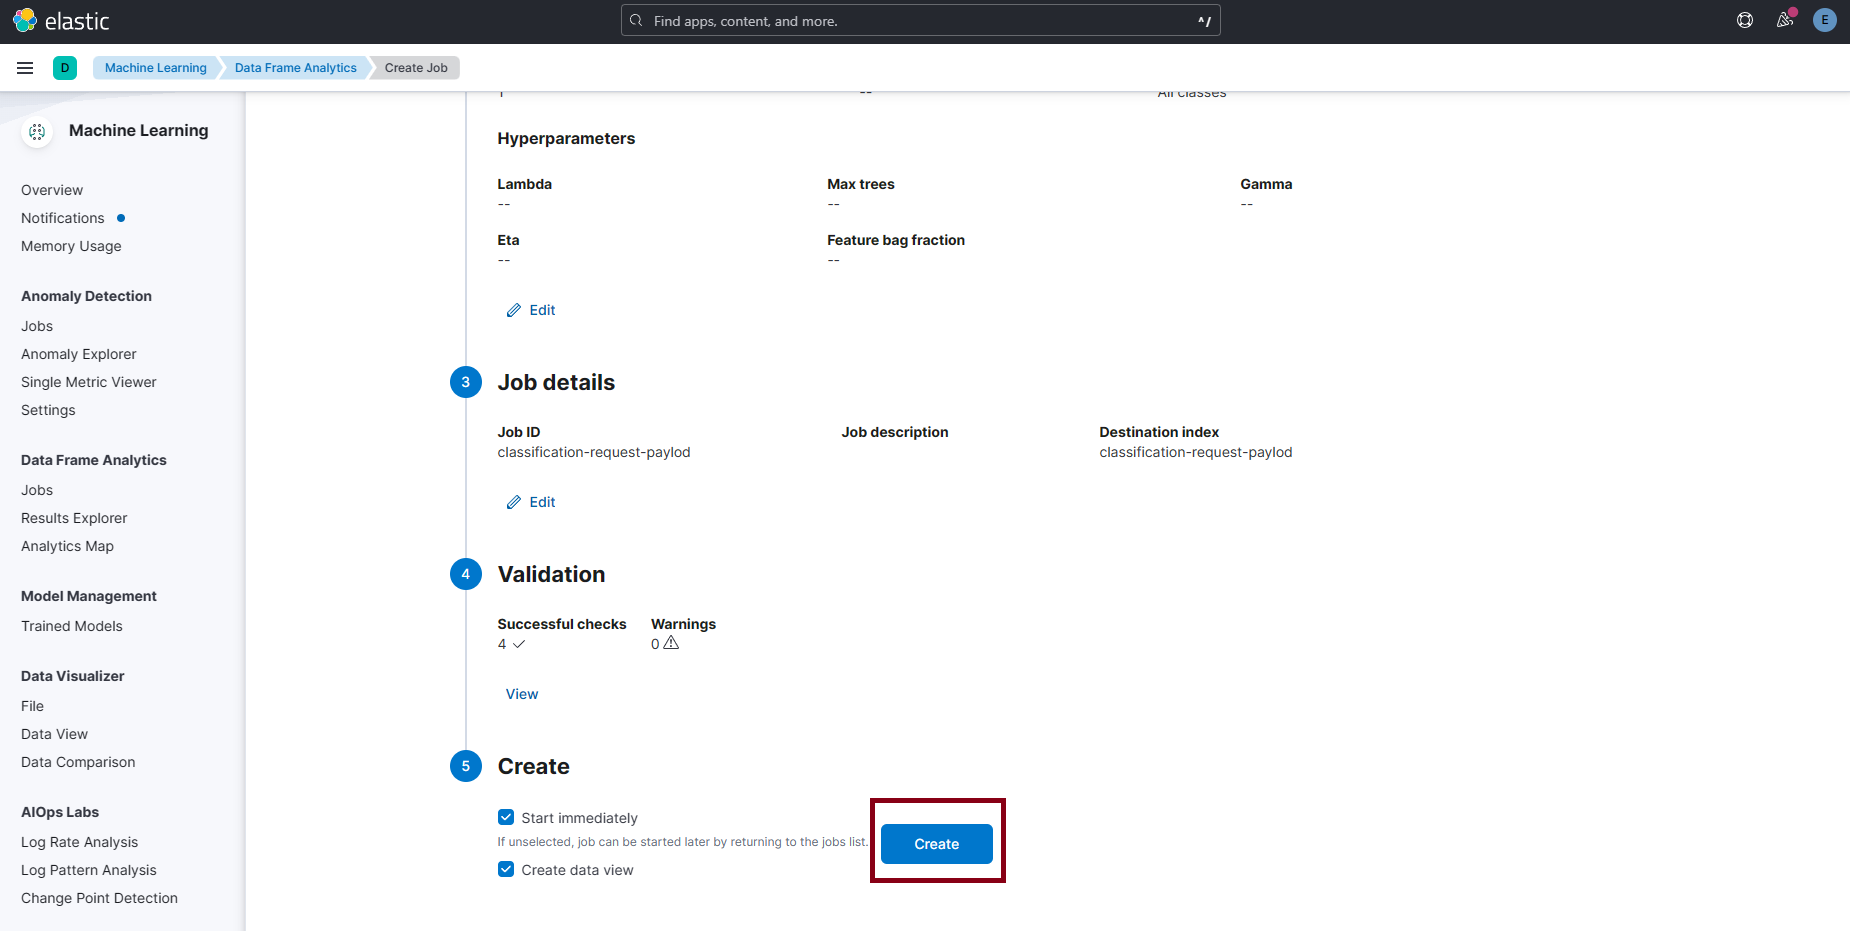 elastic
Find apps, content, and more.
^/
E
D
Machine Learning
Data Frame Analytics
Create Job
Machine Learning
Overview
Notifications
Memory Usage
Anomaly Detection
Jobs
Anomaly Explorer
Single Metric Viewer
Settings
Data Frame Analytics
Jobs
Results Explorer
Analytics Map
Model Management
Trained Models
Data Visualizer
File
Data View
Data Comparison
AIOps Labs
Log Rate Analysis
Log Pattern Analysis
Change Point Detection
-- All classes
Hyperparameters
Lambda Max trees Gamma
-- -- --
Eta Feature bag fraction
-- --
Edit
3 Job details
Job ID Job description Destination index
classification-request-paylod classification-request-paylod
Edit
4 Validation
Successful checks Warnings
4 0
View
5 Create
Start immediately
If unselected, job can be started later by returning to the jobs list.
Create data view
Create